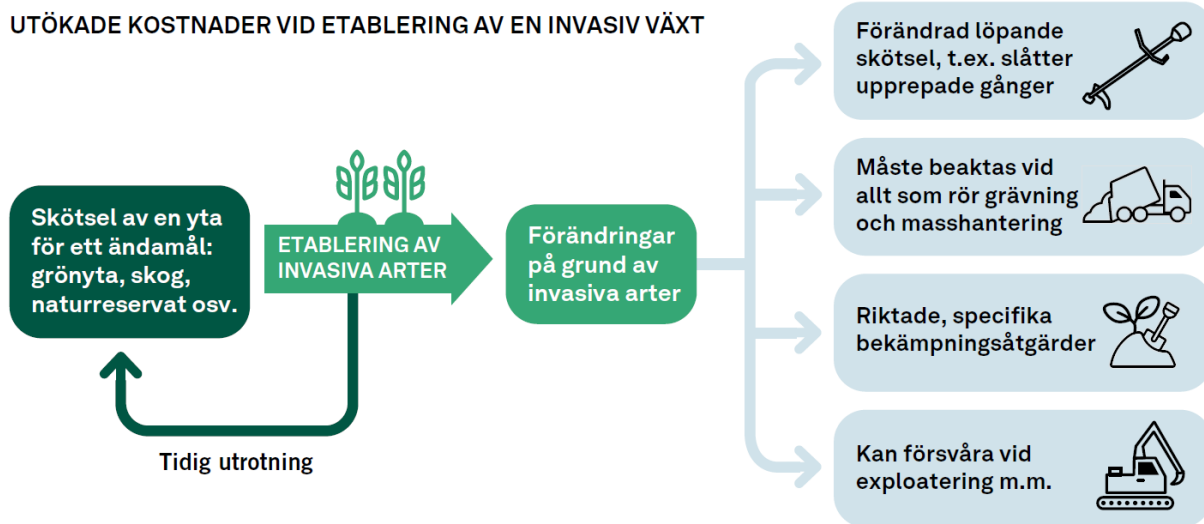 UTÖKADE KOSTNADER VID ETABLERING AV EN INVASIV VÄXT
Skötsel av en yta
för ett ändamål:
grönyta, skog,
naturreservat osv.
ETABLERING AV
INVASIVA ARTER
Tidig utrotning
Förändringar
på grund av
invasiva arter
Förändrad löpande
skötsel, t.ex. slåtter
upprepade gånger
Måste beaktas vid
allt som rör grävning
och masshantering
Riktade, specifika
bekämpningsåtgärder
Kan försvåra vid
exploatering m.m.